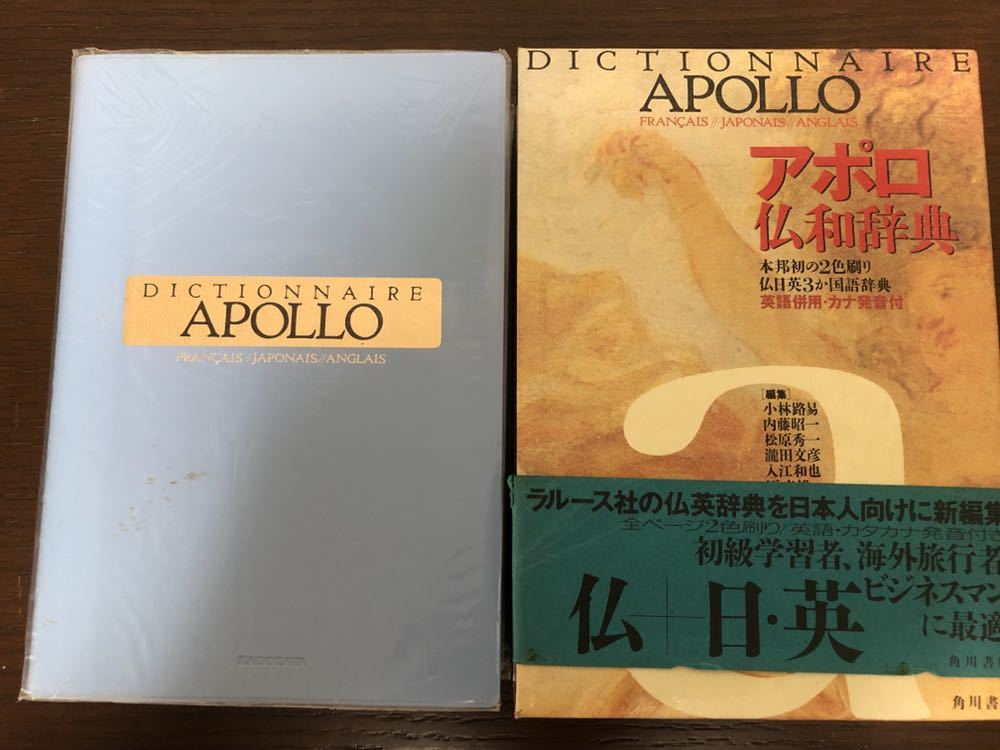 DICTIONNAIRE
APOLLO
FRANÇAIS//JAPONAIS//ANGLAIS
KADOKAWA
DICTIONNAIRE
APOLLO
FRANÇAIS//JAPONAIS//ANGLAIS
アポロ
仏和辞典
本邦初の2色刷り
仏日英3か国語辞典
英語併用・カナ発音付
[編集]
小林路易
内藤昭一
松原秀一
瀧田文彦
入江和也
ラルース社の仏英辞典を日本人向けに新編集
全ページ2色刷り/英語・カタカナ発音付き
初級学習者、海外旅行者
ビジネスマン
に最適
仏+日・英
角川書
角川書